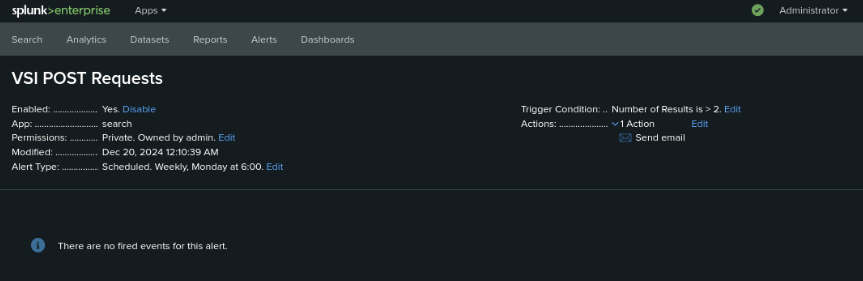 splunk>enterprise Apps Administrator
Search Analytics Datasets Reports Alerts Dashboards
VSI POST Requests
Enabled: .................. Yes. Disable
App: .......................... search
Permissions: ............ Private. Owned by admin. Edit
Modified: ................. Dec 20, 2024 12:10:39 AM
Alert Type: ............... Scheduled. Weekly, Monday at 6:00. Edit
Trigger Condition: .. Number of Results is > 2. Edit
Actions: .................... 1 Action Edit
Send email
There are no fired events for this alert.